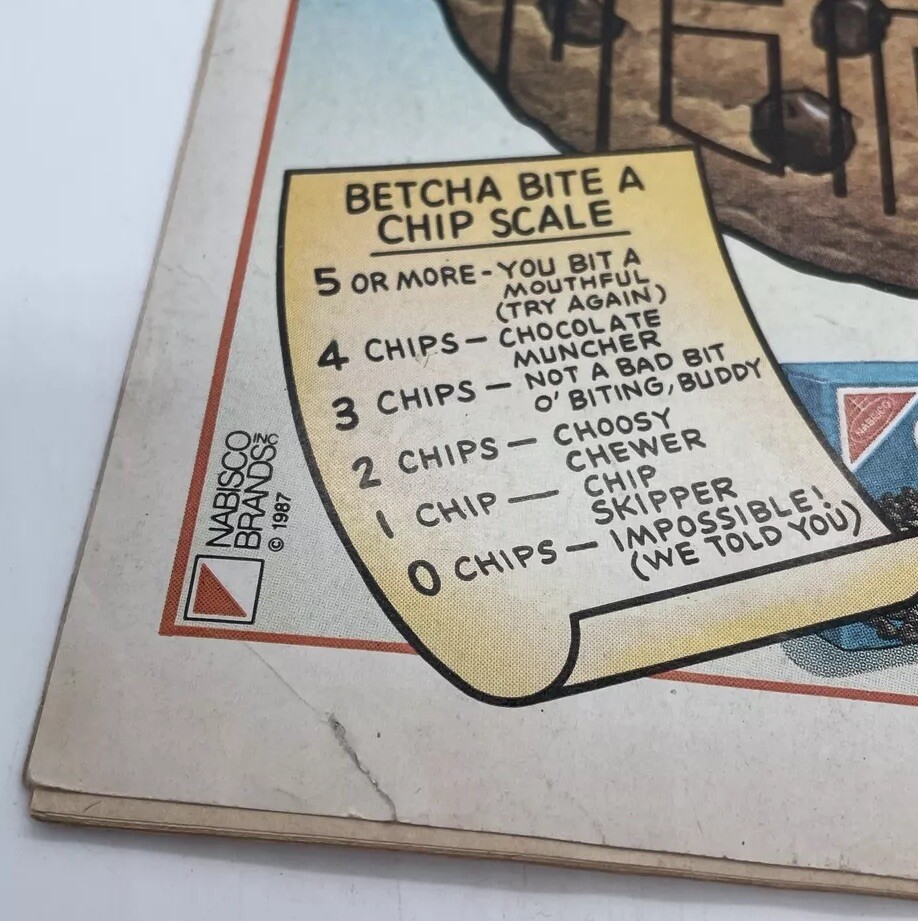 BETCHA BITE A
CHIP SCALE
5 OR MORE - YOU BIT A
MOUTHFUL
(TRY AGAIN)
4 CHIPS - CHOCOLATE
MUNCHER
3 CHIPS - NOT A BAD BIT
O' BITING, BUDDY
2 CHIPS - CHOOSY
CHEWER
1 CHIP - CHIP
SKIPPER
0 CHIPS - IMPOSSIBLE!
(WE TOLD YOU)
NABISCO
BRANDS INC
© 1987
NABISCO